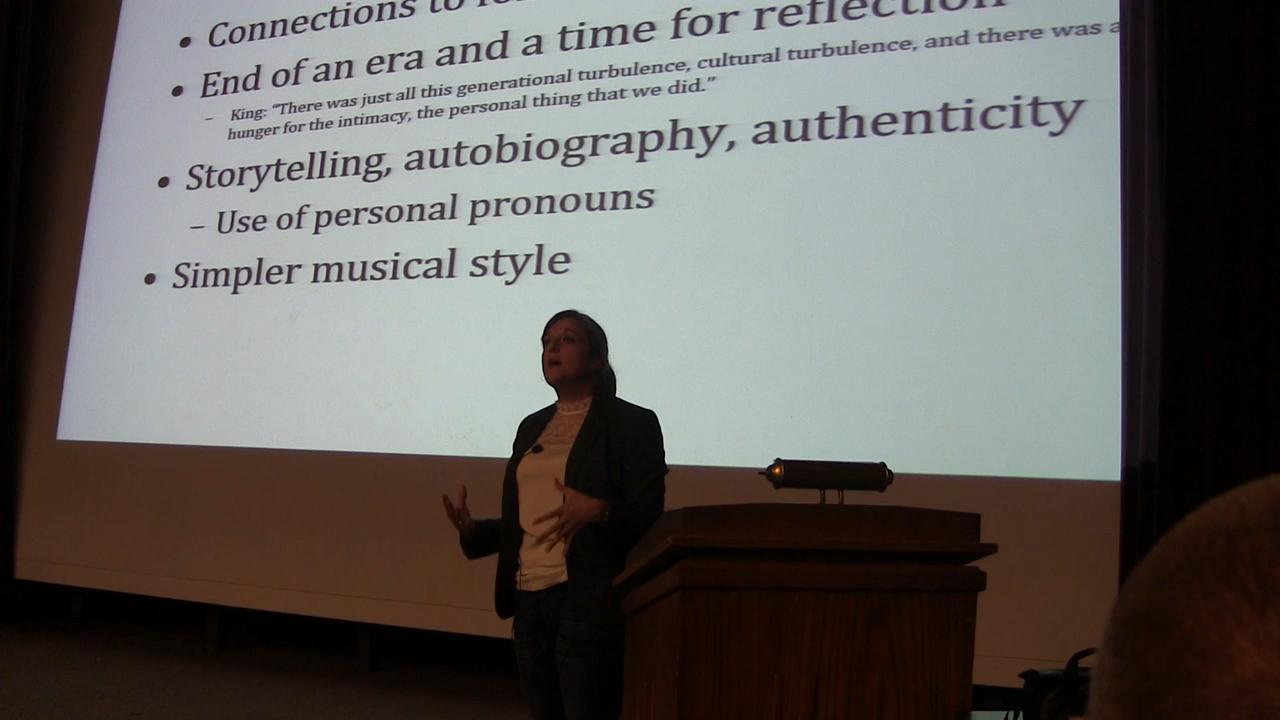 • Connections to
• End of an era and a time for reflection
– King: “There was just all this generational turbulence, cultural turbulence, and there was a
hunger for the intimacy, the personal thing that we did.”
• Storytelling, autobiography, authenticity
– Use of personal pronouns
• Simpler musical style